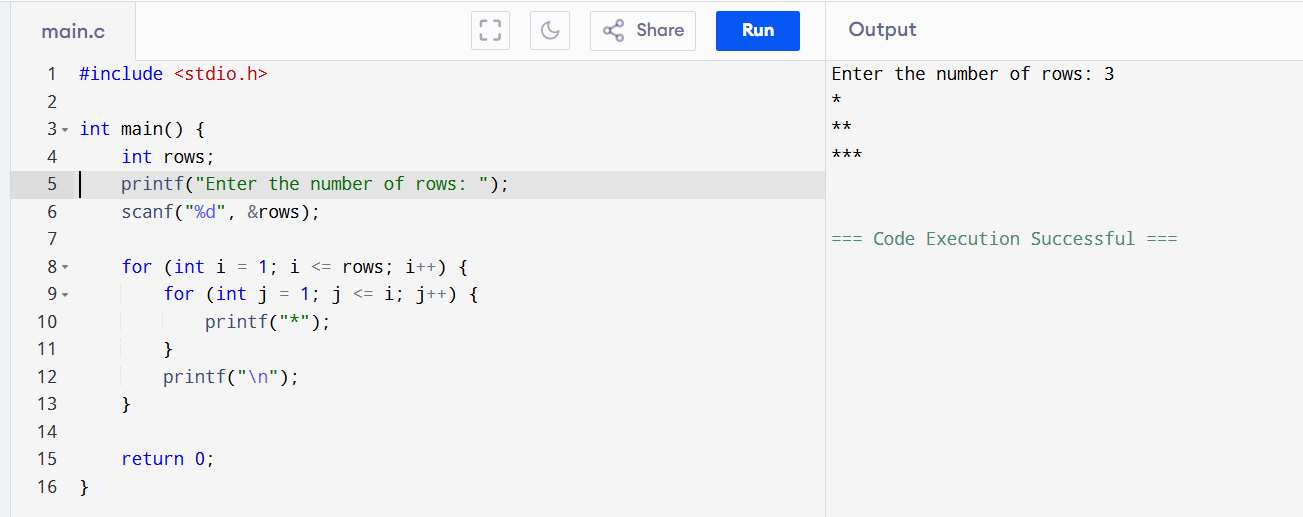 main.c
Share
Run
Output
1 #include <stdio.h>
2
3 int main() {
4     int rows;
5     printf("Enter the number of rows: ");
6     scanf("%d", &rows);
7
8     for (int i = 1; i <= rows; i++) {
9         for (int j = 1; j <= i; j++) {
10             printf("*");
11         }
12         printf("\n");
13     }
14
15     return 0;
16 }
Enter the number of rows: 3
*
**
***
=== Code Execution Successful ===